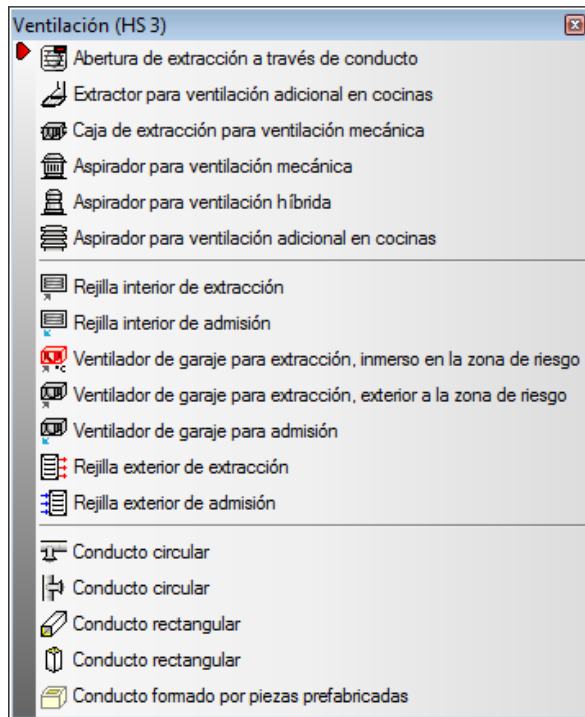 Ventilación (HS 3)
Abertura de extracción a través de conducto
Extractor para ventilación adicional en cocinas
Caja de extracción para ventilación mecánica
Aspirador para ventilación mecánica
Aspirador para ventilación híbrida
Aspirador para ventilación adicional en cocinas
Rejilla interior de extracción
Rejilla interior de admisión
Ventilador de garaje para extracción, inmerso en la zona de riesgo
Ventilador de garaje para extracción, exterior a la zona de riesgo
Ventilador de garaje para admisión
Rejilla exterior de extracción
Rejilla exterior de admisión
Conducto circular
Conducto circular
Conducto rectangular
Conducto rectangular
Conducto formado por piezas prefabricadas